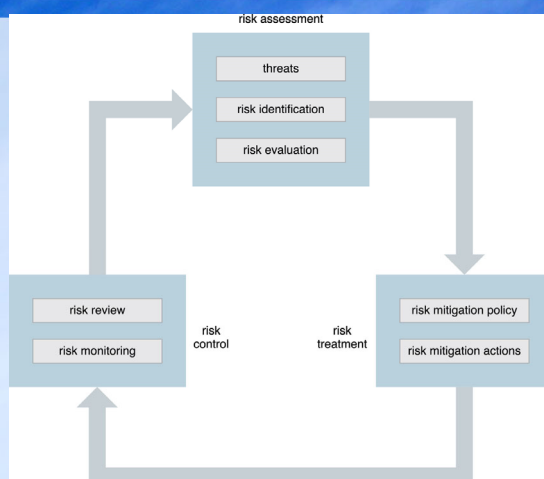 risk assessment
threats
risk identification
risk evaluation
risk review
risk monitoring
risk
control
risk
treatment
risk mitigation policy
risk mitigation actions